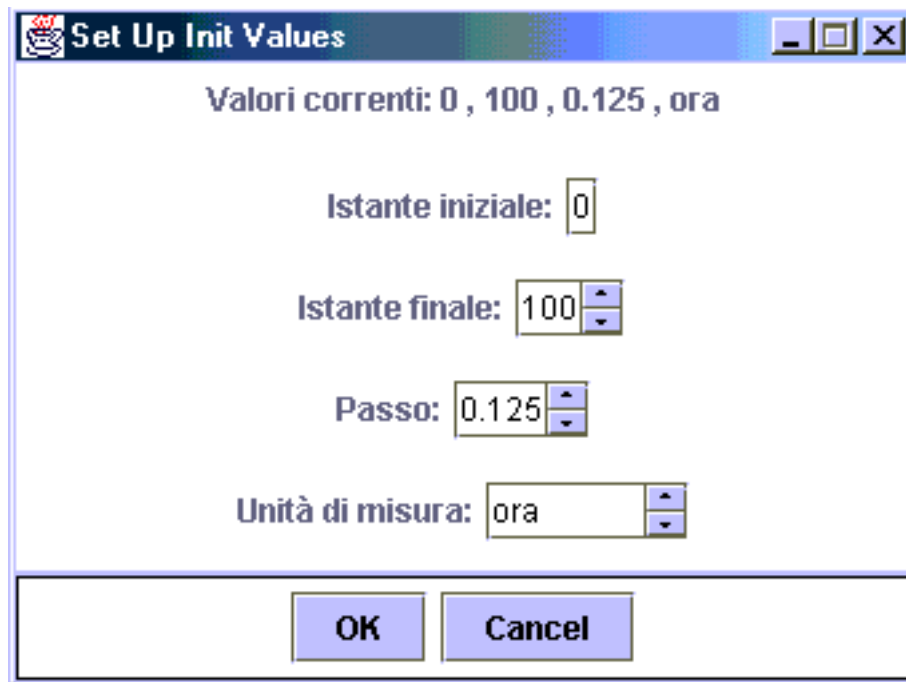 Set Up Init Values
Valori correnti: 0 , 100 , 0.125 , ora
Istante iniziale: 0
Istante finale: 100
Passo: 0.125
Unità di misura: ora
OK Cancel